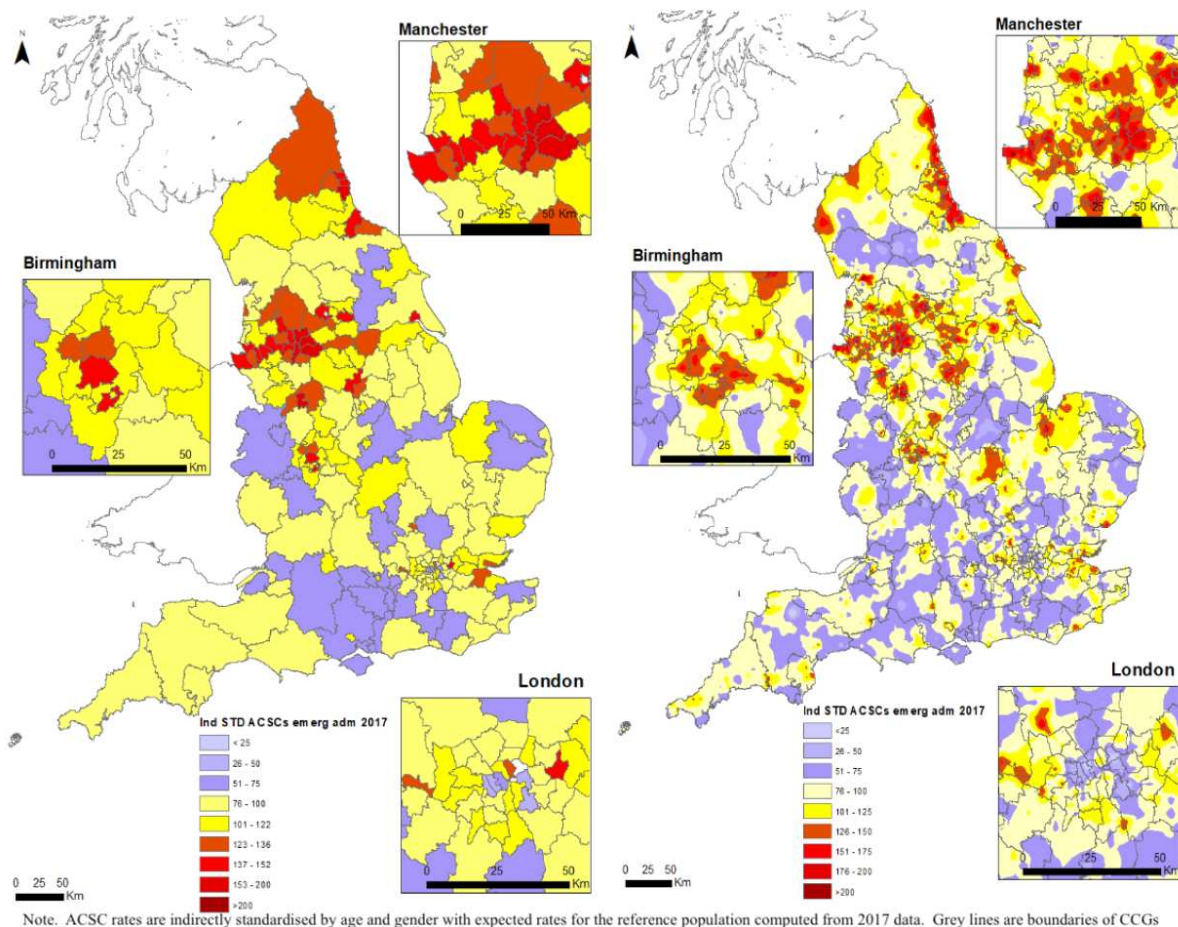 N
Manchester
0 25 50 Km
Birmingham
0 25 50
Km
London
Ind STD ACSCs emerg adm 2017
< 25
26 - 50
51 - 75
76 - 100
101 - 122
123 - 136
137 - 152
153 - 200
>200
0 25 50
Km
0 25 50
Km
N
Manchester
0 25 50
Km
Birmingham
0 25 50
Km
London
Ind STD ACSCs emerg adm 2017
< 25
26 - 50
51 - 75
76 - 100
101 - 125
126 - 150
151 - 175
176 - 200
>200
0 25 50
Km
0 25 50
Km
Note. ACSC rates are indirectly standardised by age and gender with expected rates for the reference population computed from 2017 data. Grey lines are boundaries of CCGs